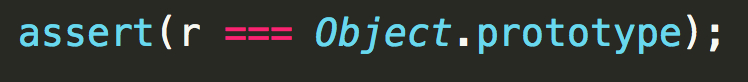 assert(r === Object.prototype);